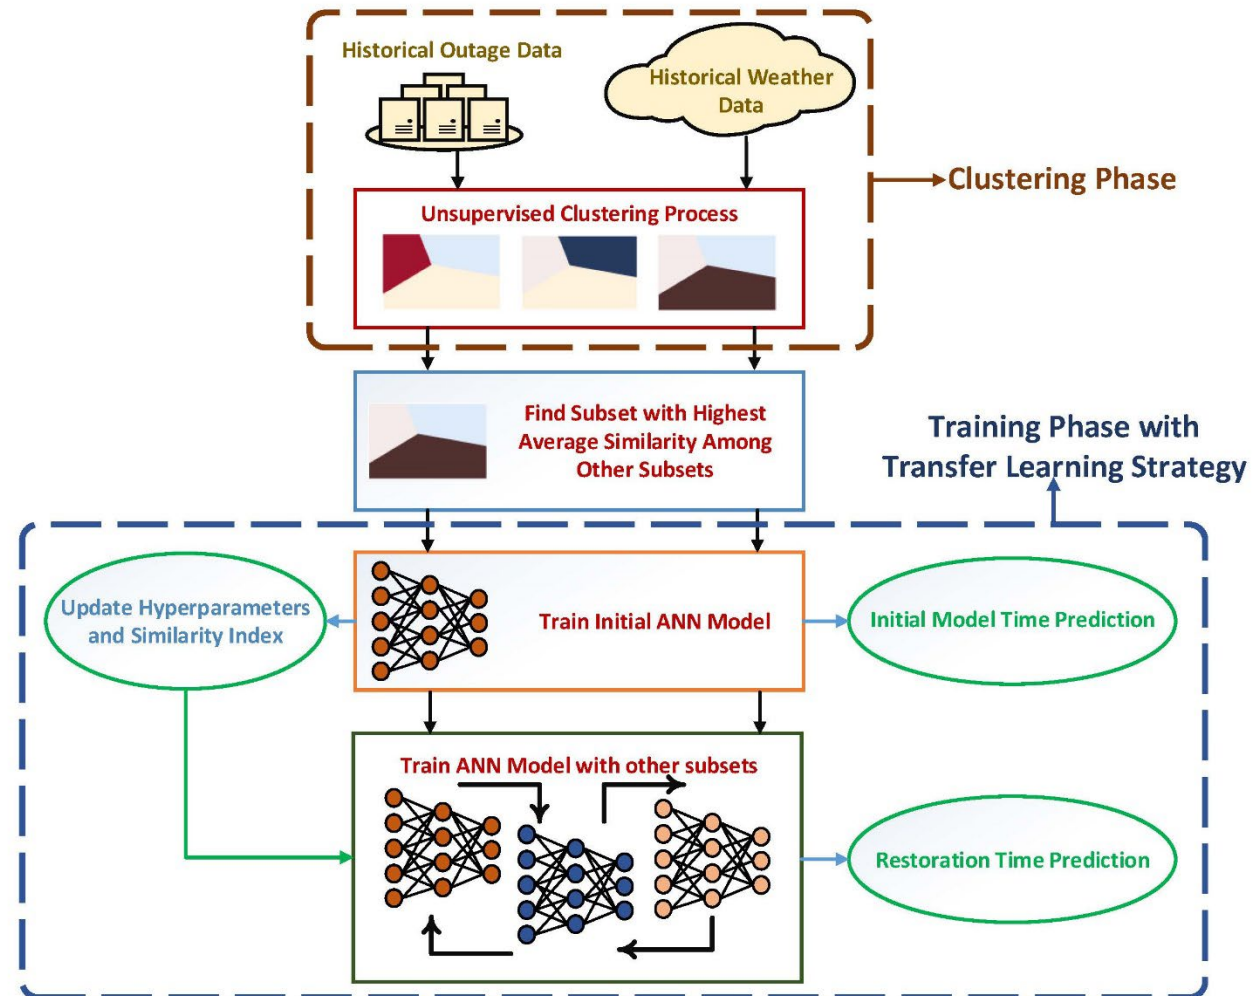 Historical Outage Data
Historical Weather
Data
Unsupervised Clustering Process
Clustering Phase
Find Subset with Highest
Average Similarity Among
Other Subsets
Training Phase with
Transfer Learning Strategy
Update Hyperparameters
and Similarity Index
Train Initial ANN Model
Initial Model Time Prediction
Train ANN Model with other subsets
Restoration Time Prediction